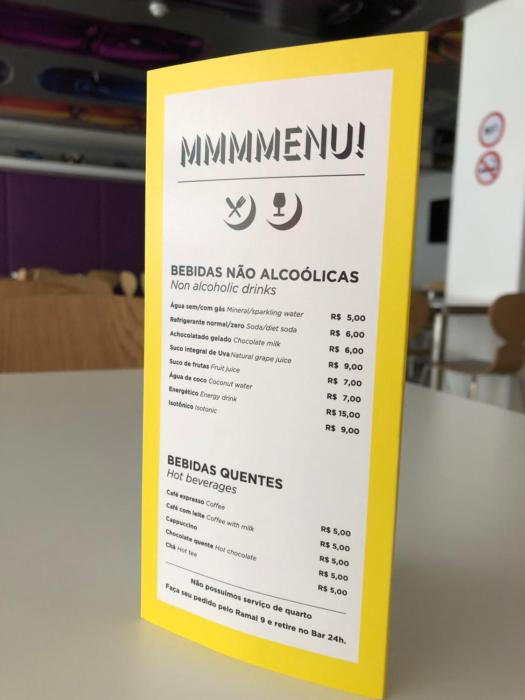 MMMMENU!
BEBIDAS NÃO ALCOÓLICAS
Non alcoholic drinks
Água sem/com gás Mineral/sparkling water R$ 5,00
Refrigerante normal/zero Soda/diet soda R$ 6,00
Achocolatado gelado Chocolate milk R$ 6,00
Suco integral de Uva Natural grape juice R$ 9,00
Suco de frutas Fruit juice R$ 7,00
Água de coco Coconut water R$ 7,00
Energético Energy drink R$ 15,00
Isotônico Isotonic R$ 9,00
BEBIDAS QUENTES
Hot beverages
Café espresso Coffee R$ 5,00
Café com leite Coffee with milk R$ 5,00
Cappuccino R$ 5,00
Chocolate quente Hot chocolate R$ 5,00
Chá Hot tea R$ 5,00
Não possuímos serviço de quarto
Faça seu pedido pelo Ramal 9 e retire no Bar 24h.